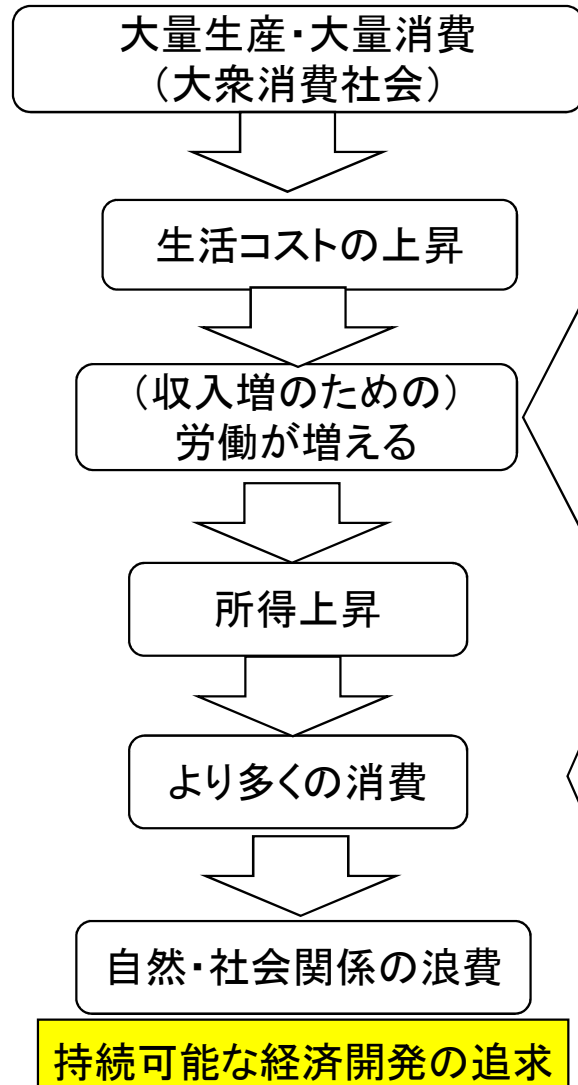 大量生産・大量消費
（大衆消費社会）
生活コストの上昇
（収入増のための）
労働が増える
所得上昇
より多くの消費
自然・社会関係の浪費
持続可能な経済開発の追求